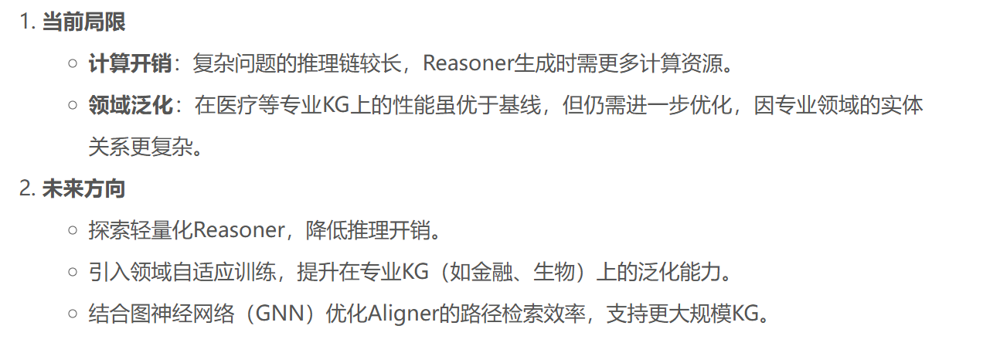 1. 当前局限
○ 计算开销：复杂问题的推理链较长，Reasoner生成时需更多计算资源。
○ 领域泛化：在医疗等专业KG上的性能虽优于基线，但仍需进一步优化，因专业领域的实体
关系更复杂。
2. 未来方向
○ 探索轻量化Reasoner，降低推理开销。
○ 引入领域自适应训练，提升在专业KG（如金融、生物）上的泛化能力。
○ 结合图神经网络（GNN）优化Aligner的路径检索效率，支持更大规模KG。